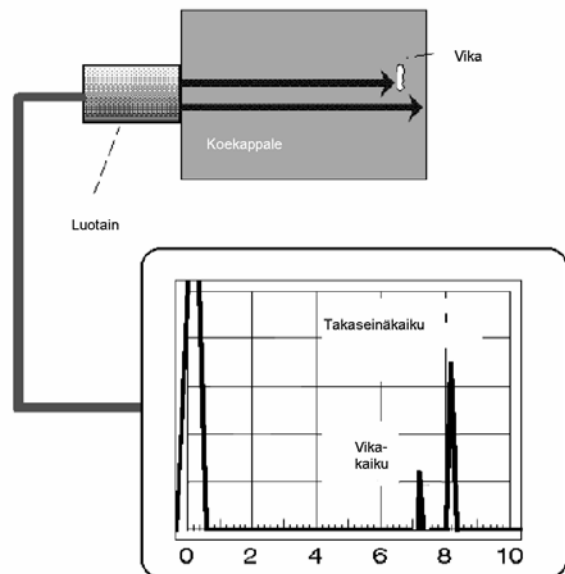 Vika
Koekappale
Luotain
Takaseinäkaiku
Vika-
kaiku
0 2 4 6 8 10